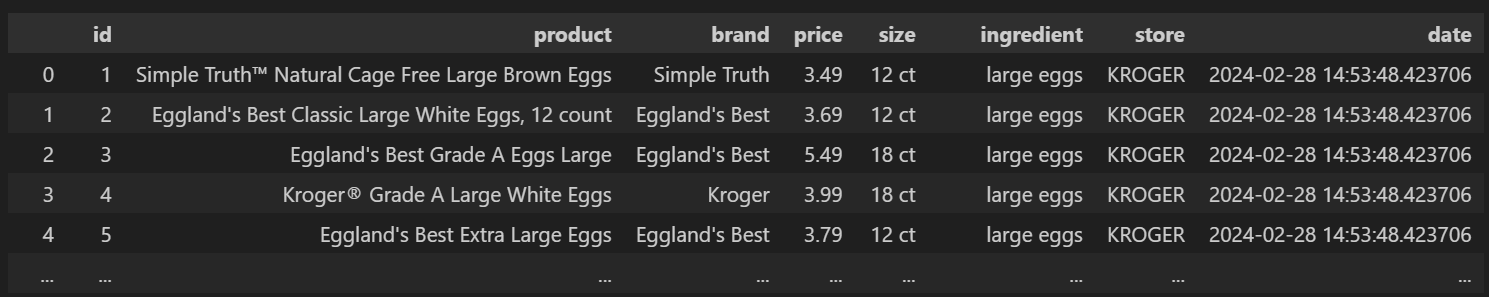 id product brand price size ingredient store date
0 1 Simple Truth™ Natural Cage Free Large Brown Eggs Simple Truth 3.49 12 ct large eggs KROGER 2024-02-28 14:53:48.423706
1 2 Eggland's Best Classic Large White Eggs, 12 count Eggland's Best 3.69 12 ct large eggs KROGER 2024-02-28 14:53:48.423706
2 3 Eggland's Best Grade A Eggs Large Eggland's Best 5.49 18 ct large eggs KROGER 2024-02-28 14:53:48.423706
3 4 Kroger® Grade A Large White Eggs Kroger 3.99 18 ct large eggs KROGER 2024-02-28 14:53:48.423706
4 5 Eggland's Best Extra Large Eggs Eggland's Best 3.79 12 ct large eggs KROGER 2024-02-28 14:53:48.423706
... ... ... ... ... ... ... ... ...